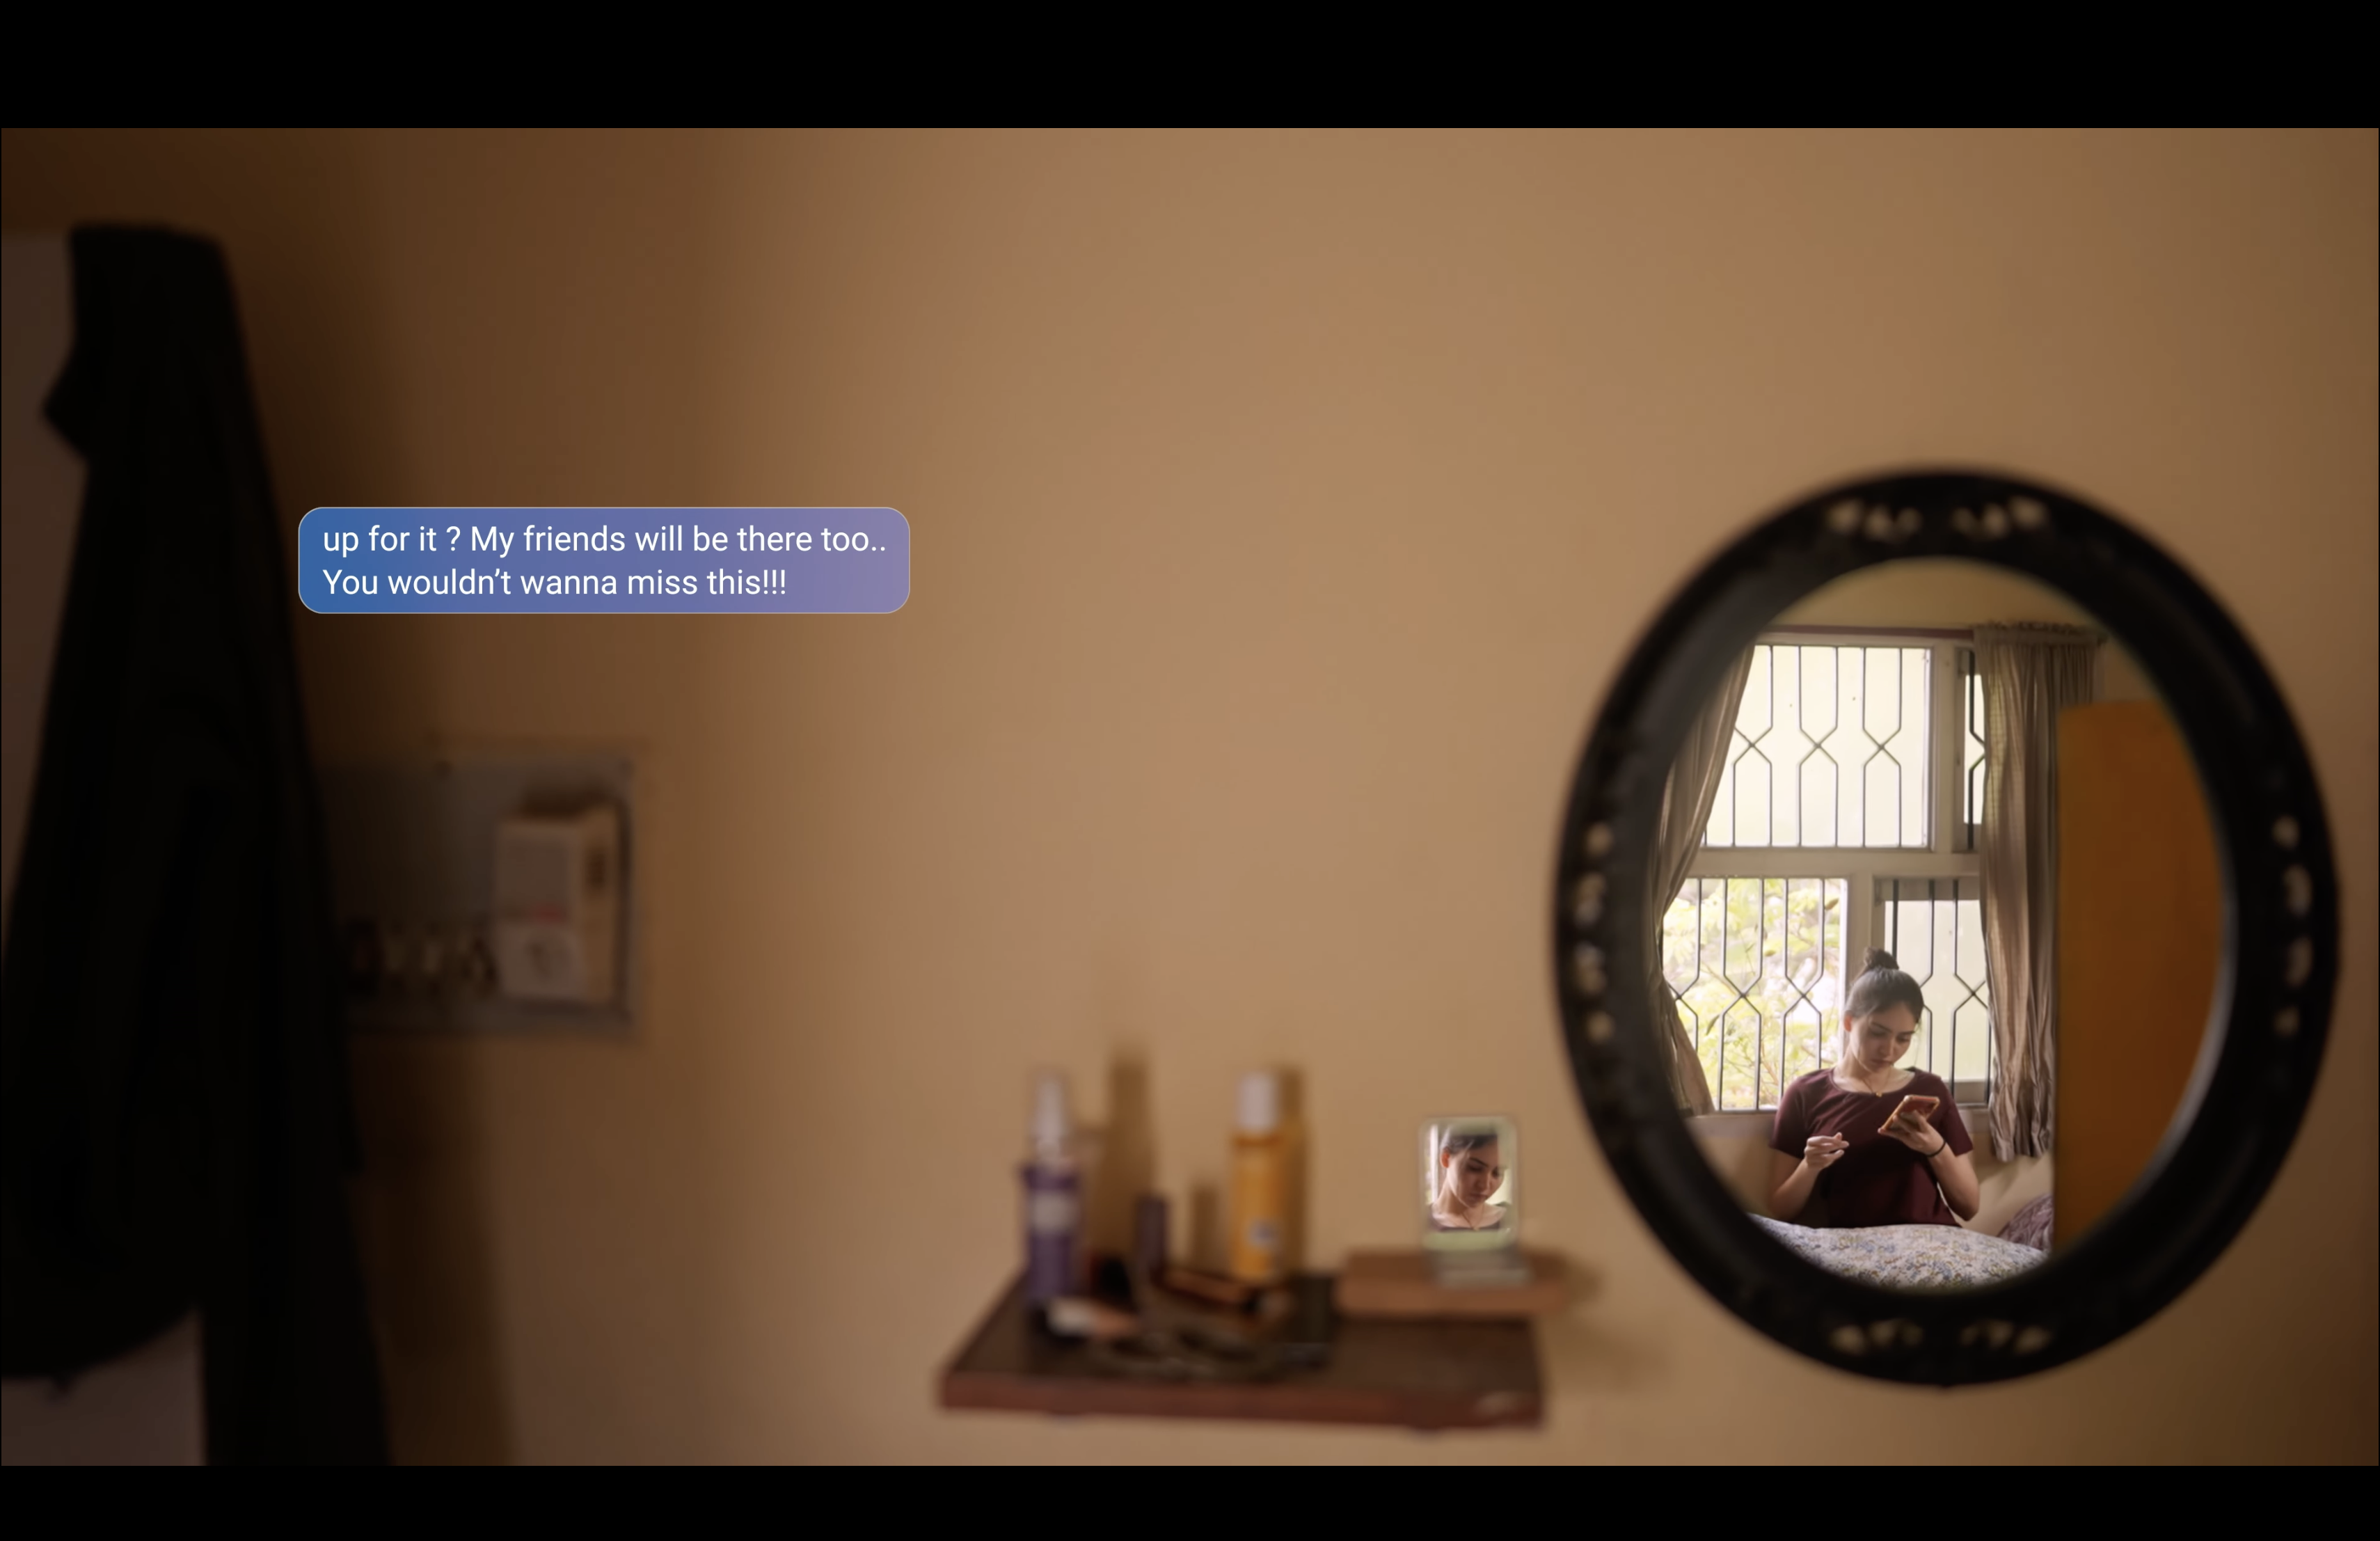 up for it ? My friends will be there too..
You wouldn’t wanna miss this!!!